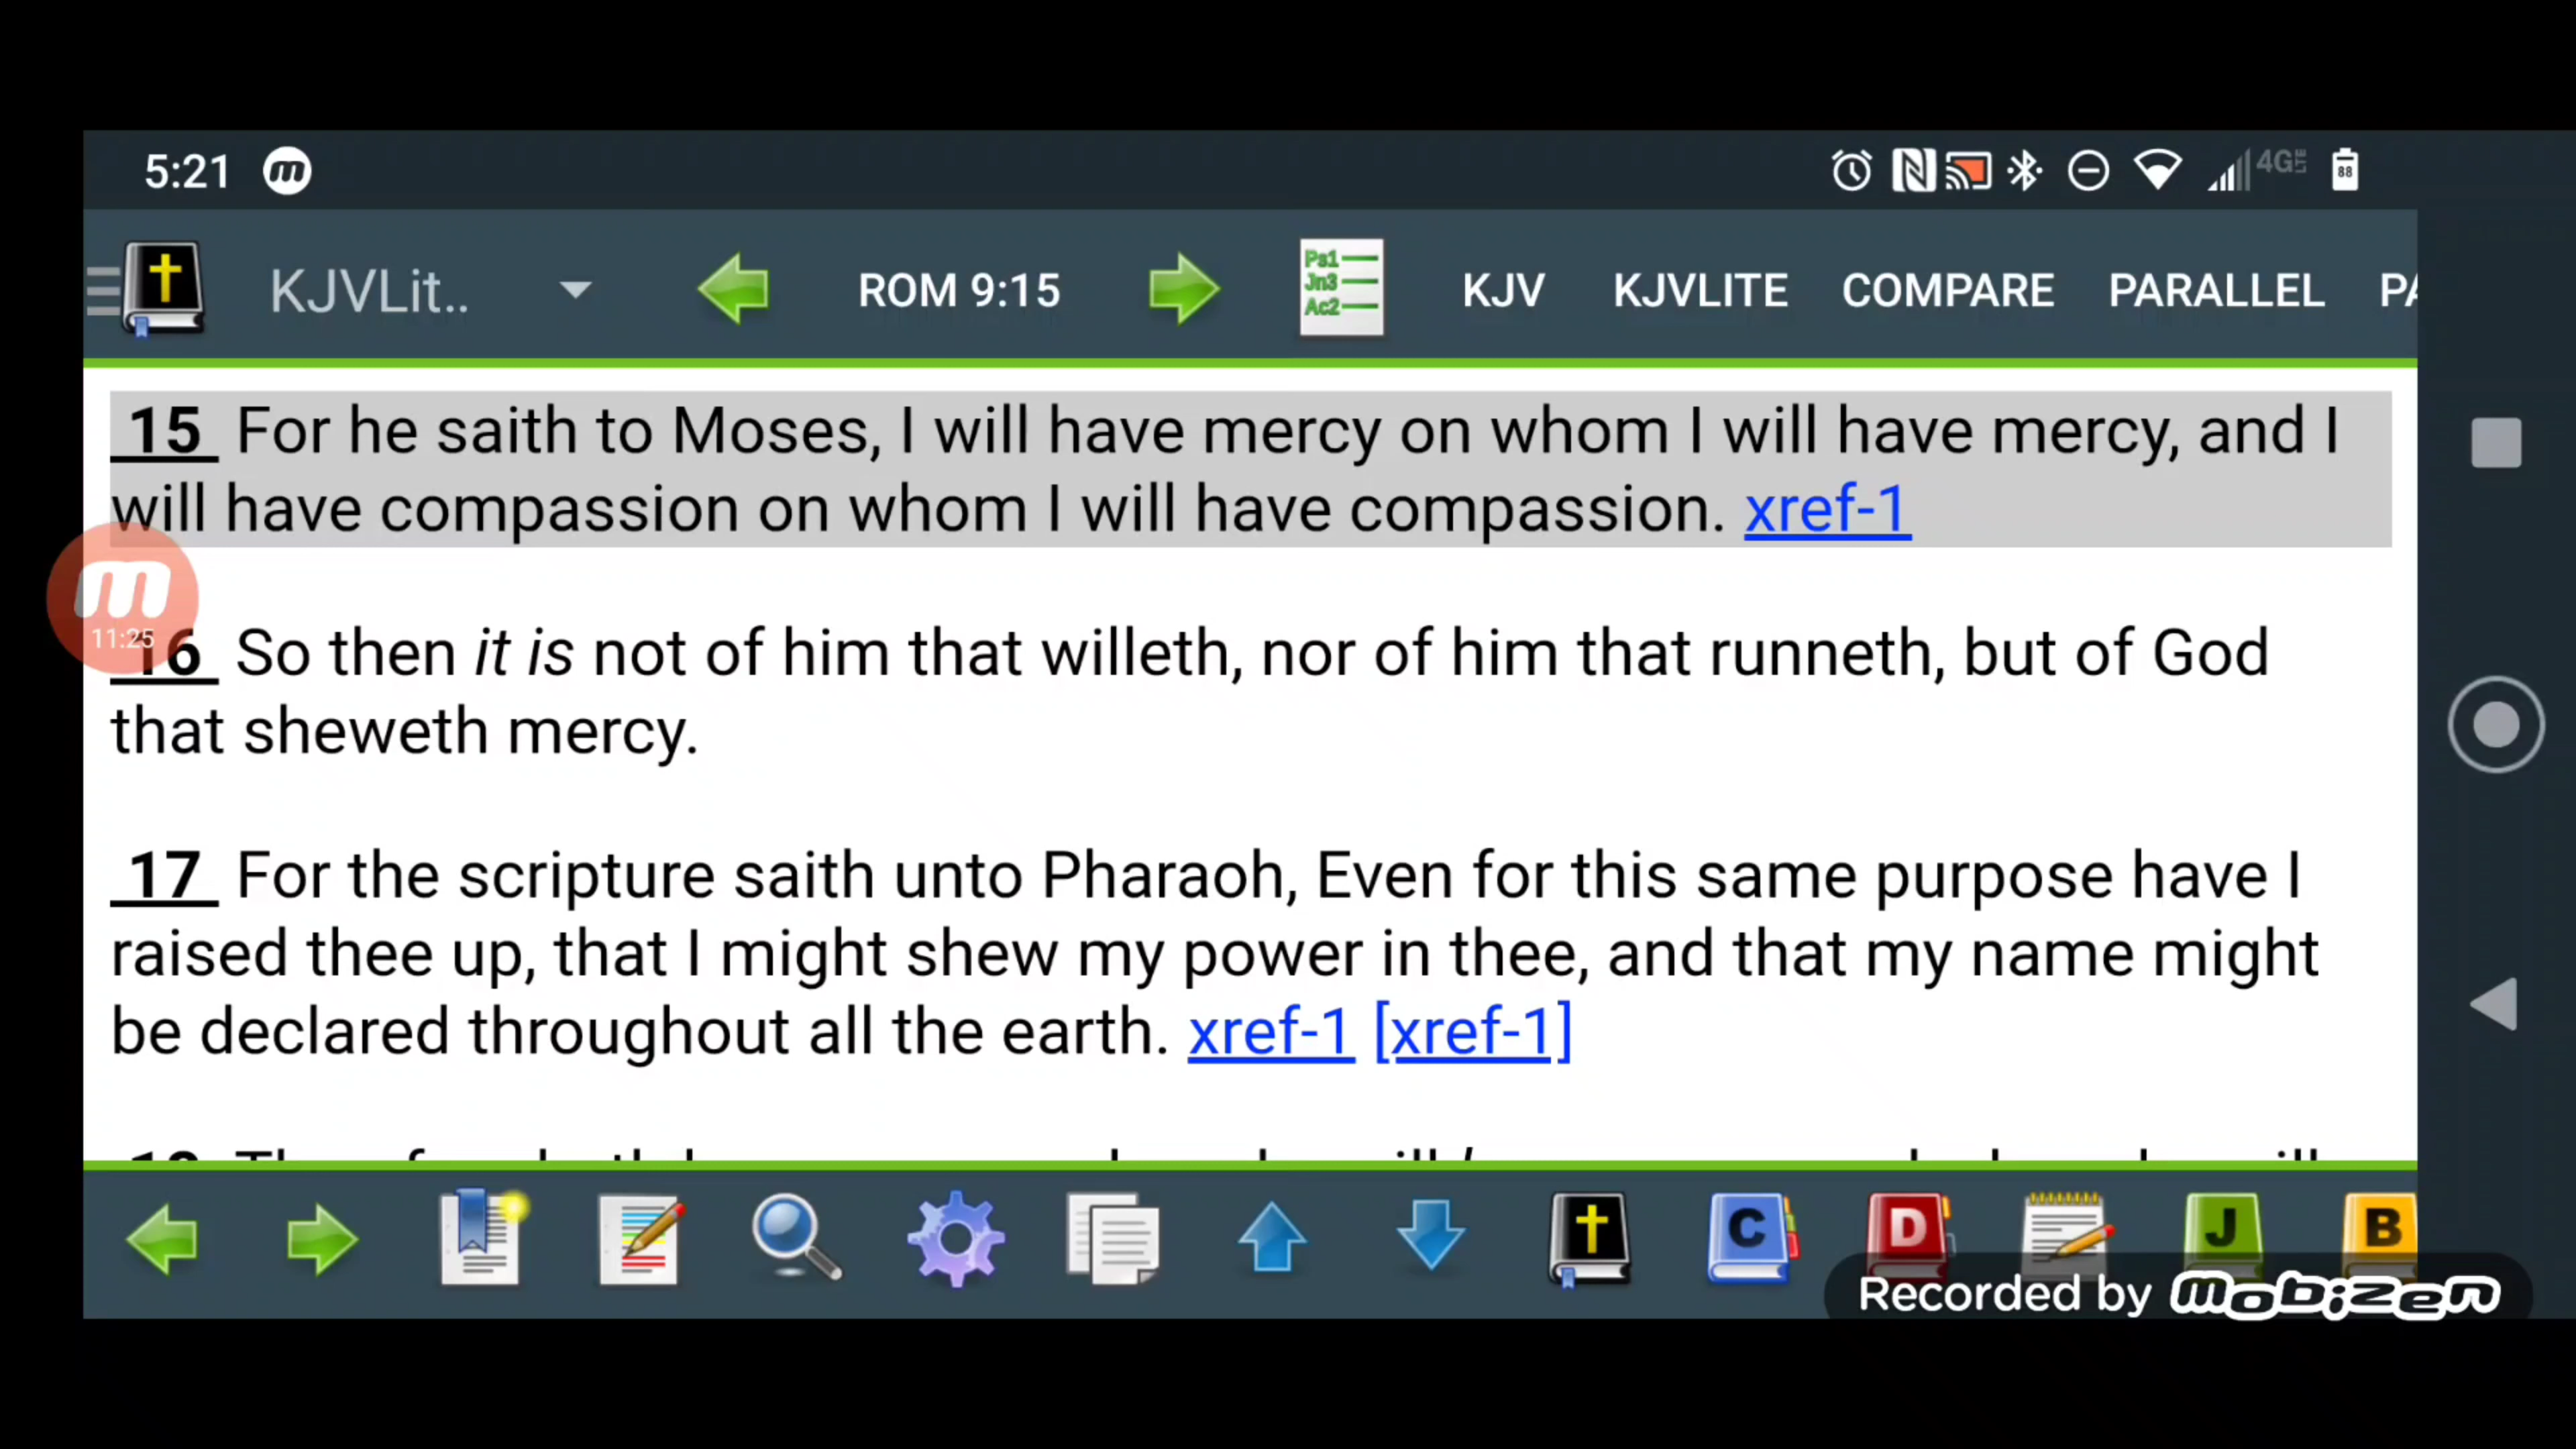 5:21 m 4G LTE 88
KJVLit.. ROM 9:15 Ps1 Jn3 Ac2 KJV KJVLITE COMPARE PARALLEL PA
15 For he saith to Moses, I will have mercy on whom I will have mercy, and I
will have compassion on whom I will have compassion. xref-1
m
11:25
16 So then it is not of him that willeth, nor of him that runneth, but of God
that sheweth mercy.
17 For the scripture saith unto Pharaoh, Even for this same purpose have I
raised thee up, that I might shew my power in thee, and that my name might
be declared throughout all the earth. xref-1 [xref-1]
C D J B
Recorded by mobizen